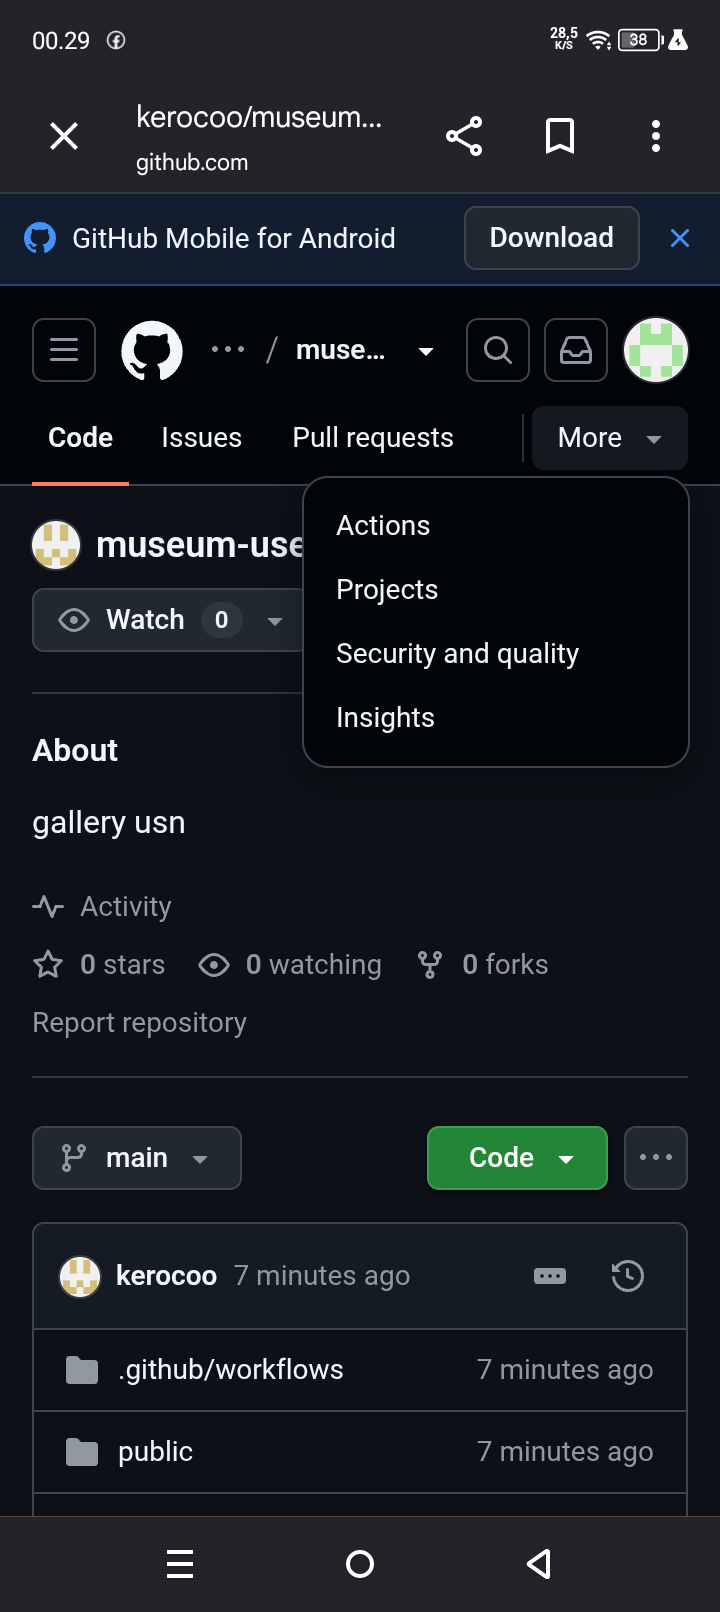 00.29
28,5
K/S
38
kerocoo/museum...
github.com
GitHub Mobile for Android
Download
/ muse...
Code
Issues
Pull requests
More
Actions
Projects
Security and quality
Insights
museum-use
Watch 0
About
gallery usn
Activity
0 stars
0 watching
0 forks
Report repository
main
Code
kerocoo 7 minutes ago
.github/workflows 7 minutes ago
public 7 minutes ago